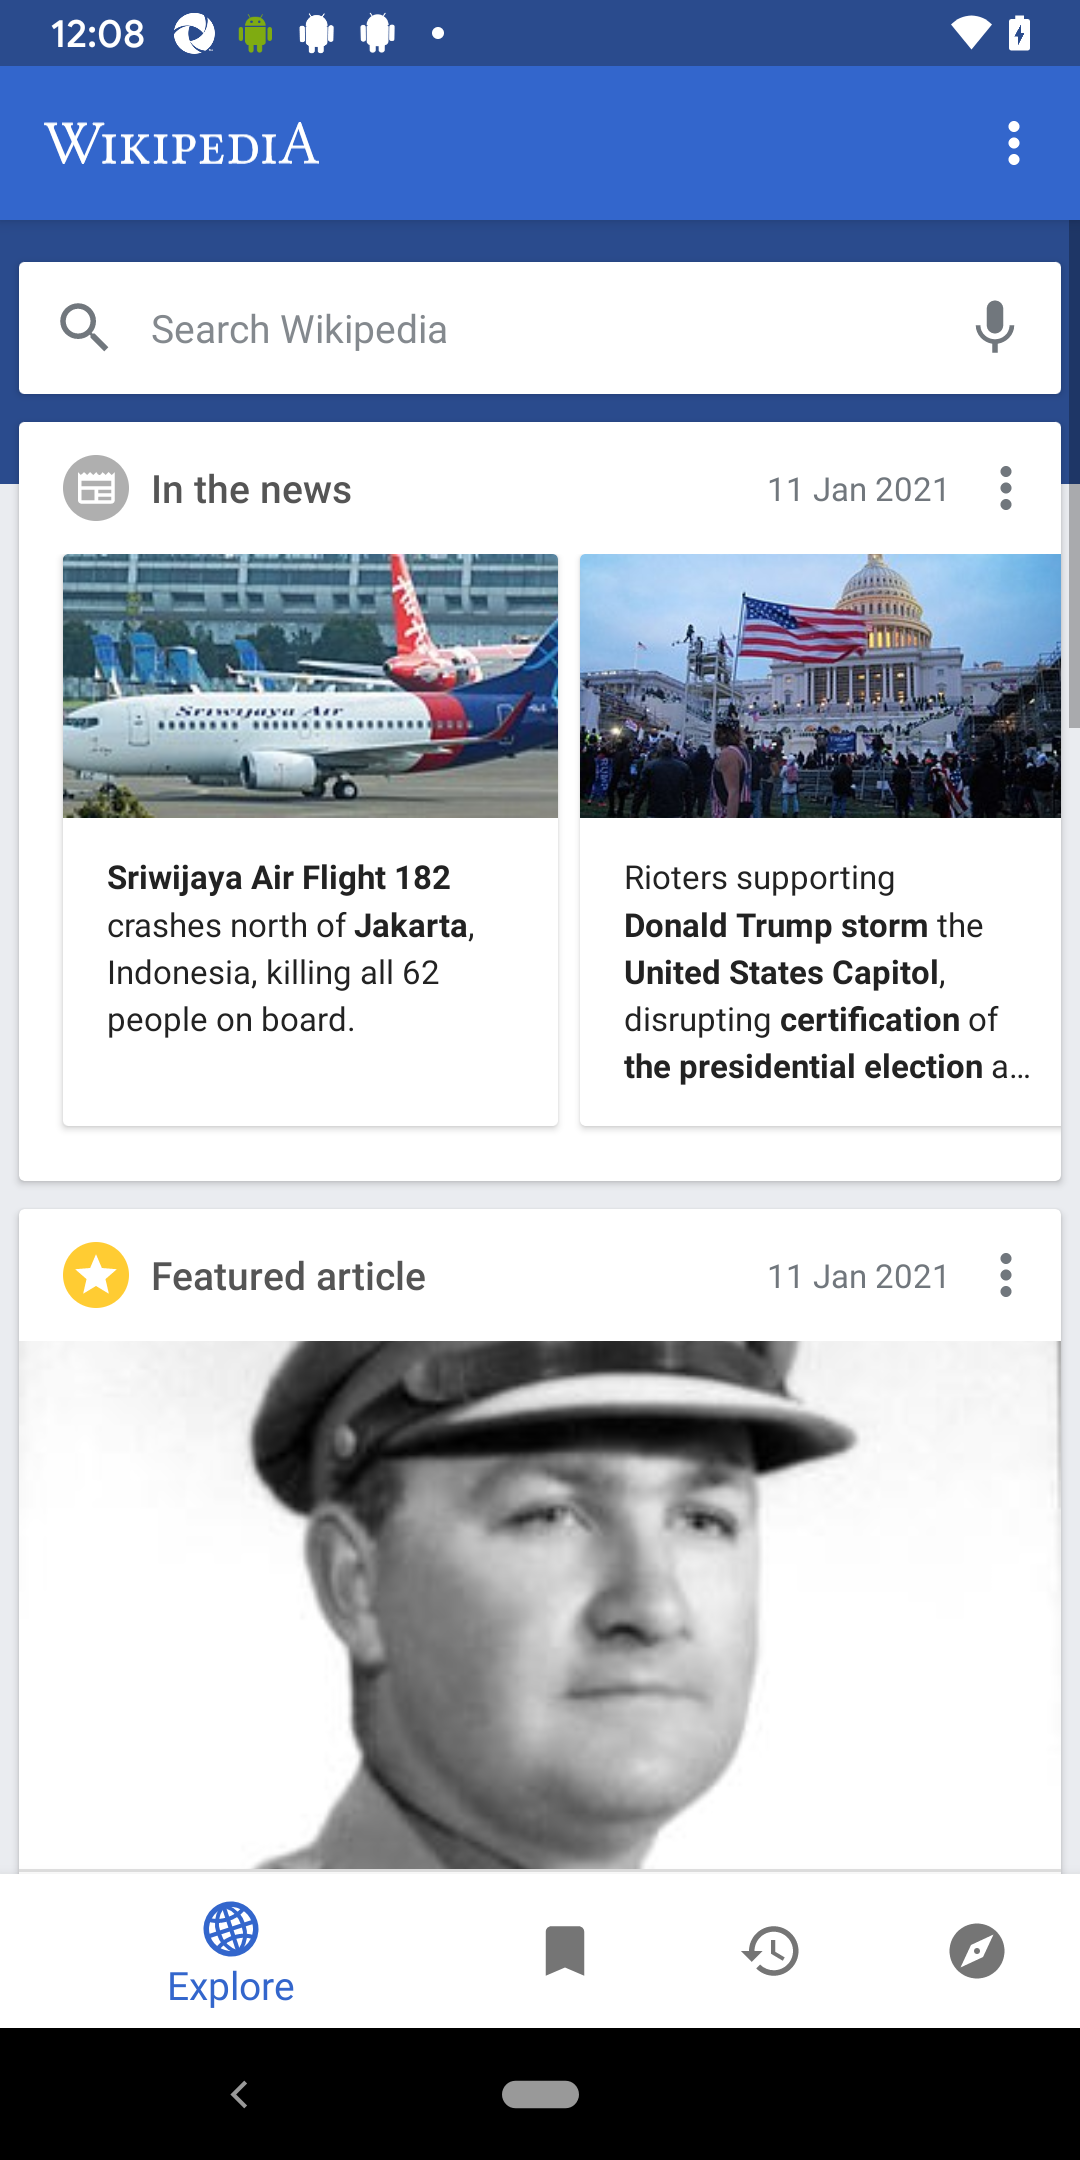 12:08
WIKIPEDIA
Search Wikipedia
In the news
11 Jan 2021
Sriwijaya Air
Sriwijaya Air Flight 182
crashes north of Jakarta,
Indonesia, killing all 62
people on board.
Rioters supporting
Donald Trump storm the
United States Capitol,
disrupting certification of
the presidential election a…
Featured article
11 Jan 2021
Explore